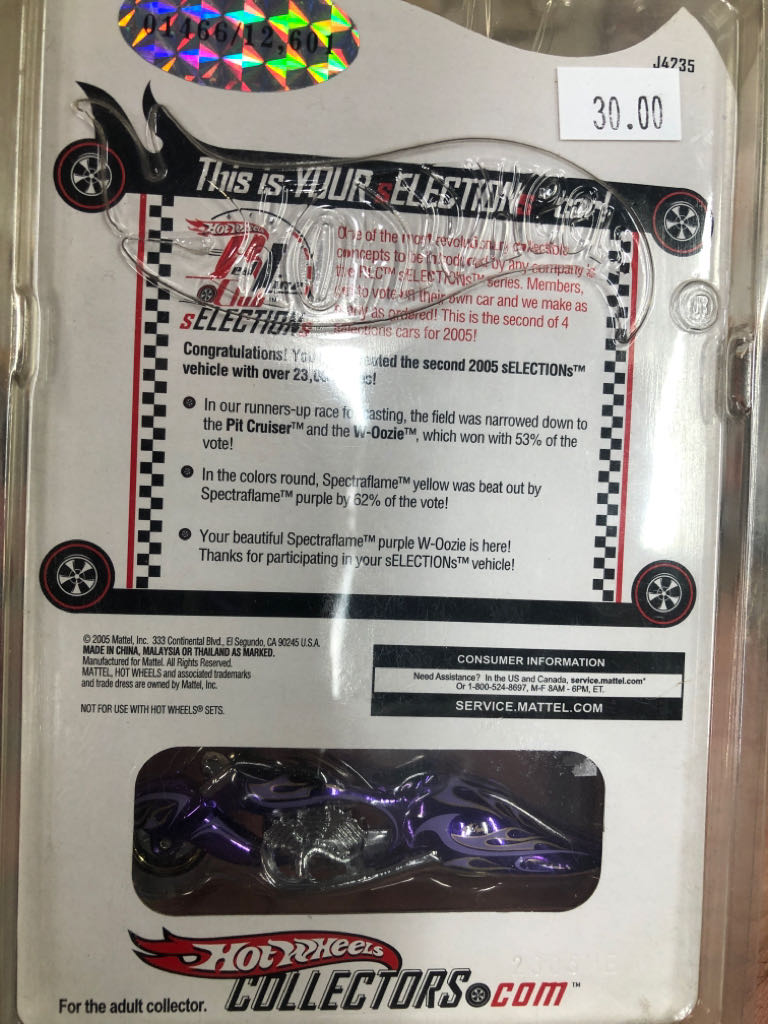 01466/12,601
J4735
30.00
This is YOUR sELECTIONs car!
HOT WHEELS
Red Line
Club
sELECTIONs
One of the most revolutionary collectible
concepts to be introduced by any company is
the RLC™ sELECTIONs™ series. Members,
to vote on their own car and we make as
many as ordered! This is the second of 4
selections cars for 2005!
Congratulations! You the second 2005 sELECTIONs™
vehicle with over
In our runners-up race for casting, the field was narrowed down to
the Pit Cruiser™ and the W-Oozie™, which won with 53% of the
vote!
In the colors round, Spectraflame™ yellow was beat out by
Spectraflame™ purple by 62% of the vote!
Your beautiful Spectraflame™ purple W-Oozie is here!
Thanks for participating in your sELECTIONs™ vehicle!
© 2005 Mattel, Inc. 333 Continental Blvd., El Segundo, CA 90245 U.S.A.
MADE IN CHINA, MALAYSIA OR THAILAND AS MARKED.
Manufactured for Mattel. All Rights Reserved.
MATTEL, HOT WHEELS and associated trademarks
and trade dress are owned by Mattel, Inc.
NOT FOR USE WITH HOT WHEELS® SETS.
CONSUMER INFORMATION
Need Assistance? In the US and Canada, service.mattel.com*
Or 1-800-524-8697, M-F 8AM - 6PM, ET.
SERVICE.MATTEL.COM
HOT WHEELS
COLLECTORS.COM™
For the adult collector.